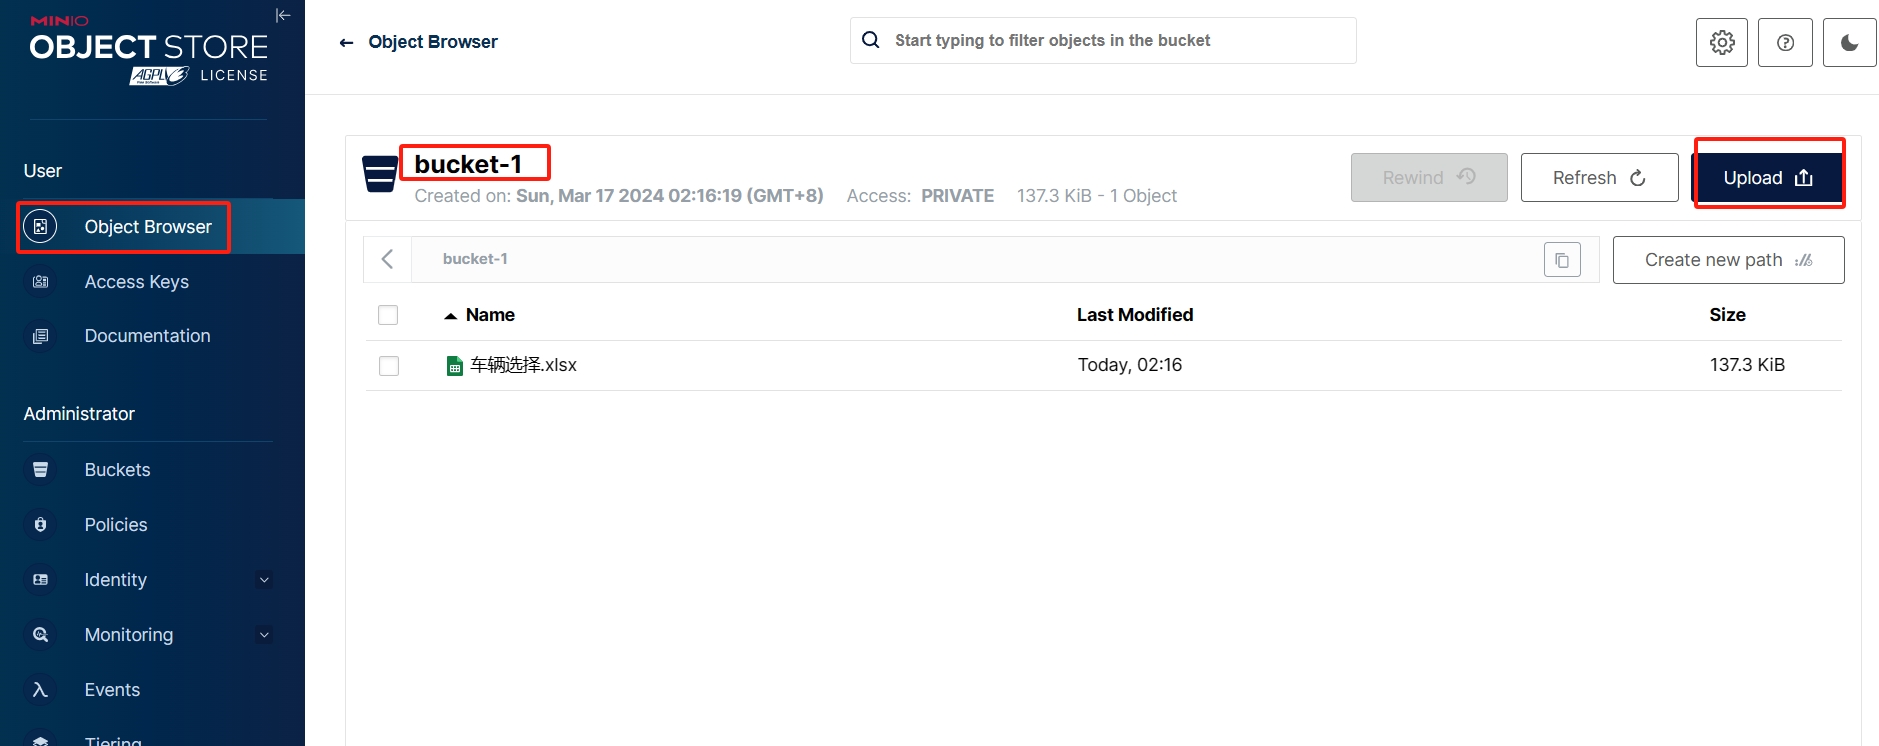 MINIO
OBJECT STORE
AGPL LICENSE
User
Object Browser
Access Keys
Documentation
Administrator
Buckets
Policies
Identity
Monitoring
Events
Tiering
Object Browser
Start typing to filter objects in the bucket
bucket-1
Created on: Sun, Mar 17 2024 02:16:19 (GMT+8) Access: PRIVATE 137.3 KiB - 1 Object
Rewind Refresh Upload
bucket-1
Create new path
Name Last Modified Size
车辆选择.xlsx Today, 02:16 137.3 KiB